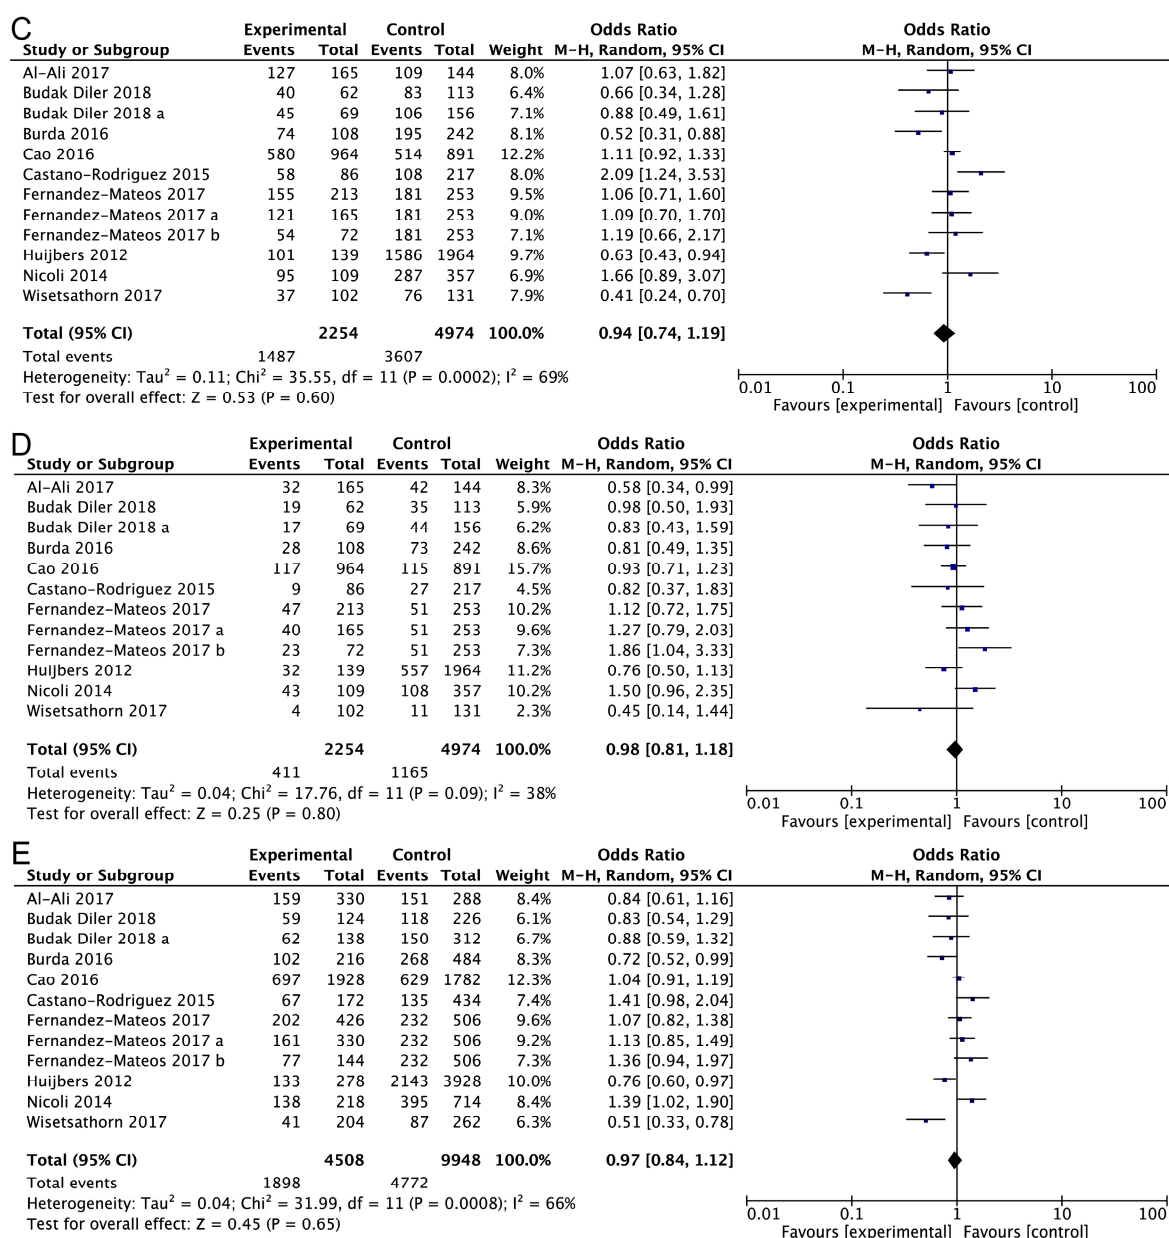 C
Experimental Control Odds Ratio Odds Ratio
Study or Subgroup Events Total Events Total Weight M-H, Random, 95% CI M-H, Random, 95% CI
Al-Ali 2017 127 165 109 144 8.0% 1.07 [0.63, 1.82]
Budak Diler 2018 40 62 83 113 6.4% 0.66 [0.34, 1.28]
Budak Diler 2018 a 45 69 106 156 7.1% 0.88 [0.49, 1.61]
Burda 2016 74 108 195 242 8.1% 0.52 [0.31, 0.88]
Cao 2016 580 964 514 891 12.2% 1.11 [0.92, 1.33]
Castano-Rodriguez 2015 58 86 108 217 8.0% 2.09 [1.24, 3.53]
Fernandez-Mateos 2017 155 213 181 253 9.5% 1.06 [0.71, 1.60]
Fernandez-Mateos 2017 a 121 165 181 253 9.0% 1.09 [0.70, 1.70]
Fernandez-Mateos 2017 b 54 72 181 253 7.1% 1.19 [0.66, 2.17]
Huijbers 2012 101 139 1586 1964 9.7% 0.63 [0.43, 0.94]
Nicoli 2014 95 109 287 357 6.9% 1.66 [0.89, 3.07]
Wisetsathorn 2017 37 102 76 131 7.9% 0.41 [0.24, 0.70]
Total (95% CI) 2254 4974 100.0% 0.94 [0.74, 1.19]
Total events 1487 3607
Heterogeneity: Tau² = 0.11; Chi² = 35.55, df = 11 (P = 0.0002); I² = 69%
Test for overall effect: Z = 0.53 (P = 0.60)
0.01 0.1 1 10 100
Favours [experimental] Favours [control]
D
Experimental Control Odds Ratio Odds Ratio
Study or Subgroup Events Total Events Total Weight M-H, Random, 95% CI M-H, Random, 95% CI
Al-Ali 2017 32 165 42 144 8.3% 0.58 [0.34, 0.99]
Budak Diler 2018 19 62 35 113 5.9% 0.98 [0.50, 1.93]
Budak Diler 2018 a 17 69 44 156 6.2% 0.83 [0.43, 1.59]
Burda 2016 28 108 73 242 8.6% 0.81 [0.49, 1.35]
Cao 2016 117 964 115 891 15.7% 0.93 [0.71, 1.23]
Castano-Rodriguez 2015 9 86 27 217 4.5% 0.82 [0.37, 1.83]
Fernandez-Mateos 2017 47 213 51 253 10.2% 1.12 [0.72, 1.75]
Fernandez-Mateos 2017 a 40 165 51 253 9.6% 1.27 [0.79, 2.03]
Fernandez-Mateos 2017 b 23 72 51 253 7.3% 1.86 [1.04, 3.33]
Huijbers 2012 32 139 557 1964 11.2% 0.76 [0.50, 1.13]
Nicoli 2014 43 109 108 357 10.2% 1.50 [0.96, 2.35]
Wisetsathorn 2017 4 102 11 131 2.3% 0.45 [0.14, 1.44]
Total (95% CI) 2254 4974 100.0% 0.98 [0.81, 1.18]
Total events 411 1165
Heterogeneity: Tau² = 0.04; Chi² = 17.76, df = 11 (P = 0.09); I² = 38%
Test for overall effect: Z = 0.25 (P = 0.80)
0.01 0.1 1 10 100
Favours [experimental] Favours [control]
E
Experimental Control Odds Ratio Odds Ratio
Study or Subgroup Events Total Events Total Weight M-H, Random, 95% CI M-H, Random, 95% CI
Al-Ali 2017 159 330 151 288 8.4% 0.84 [0.61, 1.16]
Budak Diler 2018 59 124 118 226 6.1% 0.83 [0.54, 1.29]
Budak Diler 2018 a 62 138 150 312 6.7% 0.88 [0.59, 1.32]
Burda 2016 102 216 268 484 8.4% 0.72 [0.52, 0.99]
Cao 2016 697 1928 629 1782 12.3% 1.04 [0.91, 1.19]
Castano-Rodriguez 2015 67 172 135 434 7.4% 1.41 [0.98, 2.04]
Fernandez-Mateos 2017 202 426 232 506 9.6% 1.07 [0.82, 1.38]
Fernandez-Mateos 2017 a 161 330 232 506 9.2% 1.13 [0.85, 1.49]
Fernandez-Mateos 2017 b 77 144 232 506 7.3% 1.36 [0.94, 1.97]
Huijbers 2012 133 278 2143 3928 10.0% 0.76 [0.60, 0.97]
Nicoli 2014 138 218 395 714 8.4% 1.39 [1.02, 1.90]
Wisetsathorn 2017 41 204 87 262 6.3% 0.51 [0.33, 0.78]
Total (95% CI) 4508 9948 100.0% 0.97 [0.84, 1.12]
Total events 1898 4772
Heterogeneity: Tau² = 0.04; Chi² = 31.99, df = 11 (P = 0.0008); I² = 66%
Test for overall effect: Z = 0.45 (P = 0.65)
0.01 0.1 1 10 100
Favours [experimental] Favours [control]